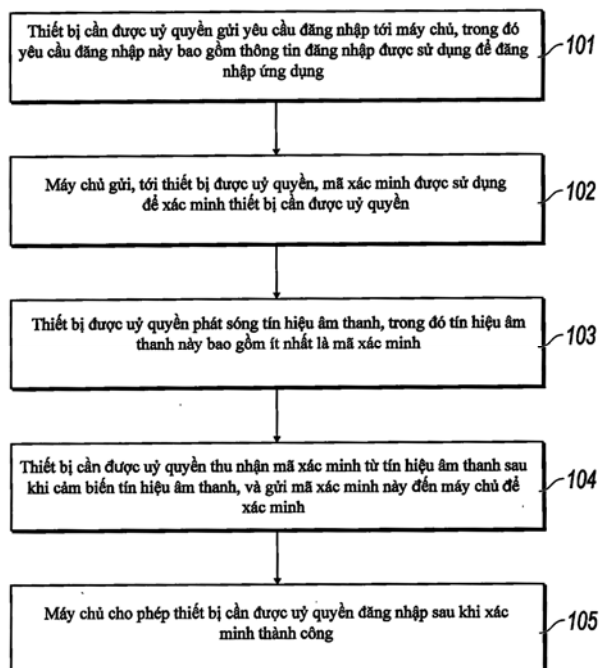 Thiết bị cần được uỷ quyền gửi yêu cầu đăng nhập tới máy chủ, trong đó
yêu cầu đăng nhập này bao gồm thông tin đăng nhập được sử dụng để đăng
nhập ứng dụng
101
Máy chủ gửi, tới thiết bị được uỷ quyền, mã xác minh được sử dụng
để xác minh thiết bị cần được uỷ quyền
102
Thiết bị được uỷ quyền phát sóng tín hiệu âm thanh, trong đó tín hiệu âm
thanh này bao gồm ít nhất là mã xác minh
103
Thiết bị cần được uỷ quyền thu nhận mã xác minh từ tín hiệu âm thanh sau
khi cảm biến tín hiệu âm thanh, và gửi mã xác minh này đến máy chủ để
xác minh
104
Máy chủ cho phép thiết bị cần được uỷ quyền đăng nhập sau khi xác
minh thành công
105